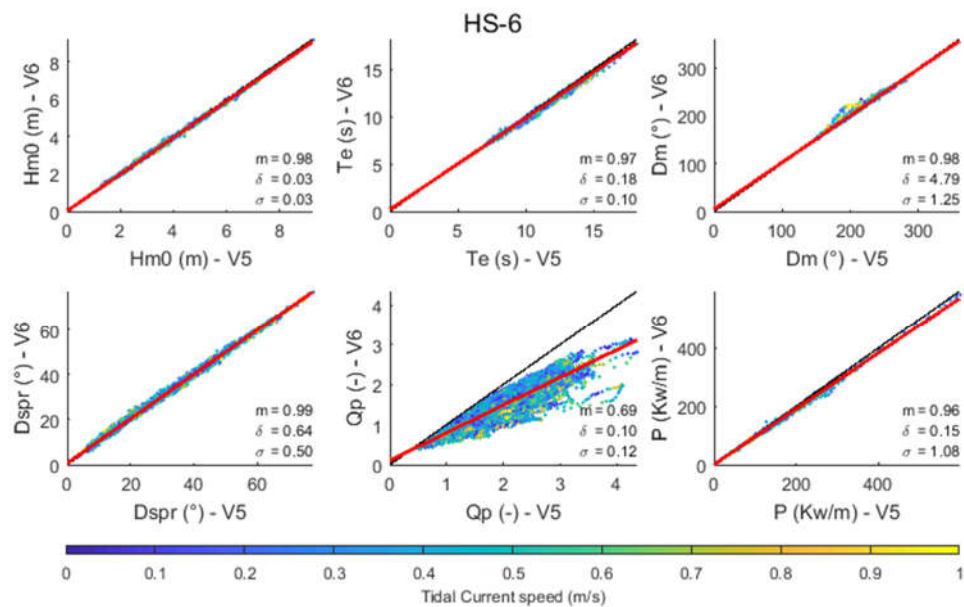 HS-6
Hm0 (m) - V6
8
6
4
2
0
0 2 4 6 8
Hm0 (m) - V5
m = 0.98
δ = 0.03
σ = 0.03
Te (s) - V6
15
10
5
0
0 5 10 15
Te (s) - V5
m = 0.97
δ = 0.18
σ = 0.10
Dm (°) - V6
300
200
100
0
0 100 200 300
Dm (°) - V5
m = 0.98
δ = 4.79
σ = 1.25
Dspr (°) - V6
60
40
20
0
0 20 40 60
Dspr (°) - V5
m = 0.99
δ = 0.64
σ = 0.50
Qp (-) - V6
4
3
2
1
0
0 1 2 3 4
Qp (-) - V5
m = 0.69
δ = 0.10
σ = 0.12
P (Kw/m) - V6
400
200
0
0 200 400
P (Kw/m) - V5
m = 0.96
δ = 0.15
σ = 1.08
0 0.1 0.2 0.3 0.4 0.5 0.6 0.7 0.8 0.9 1
Tidal Current speed (m/s)